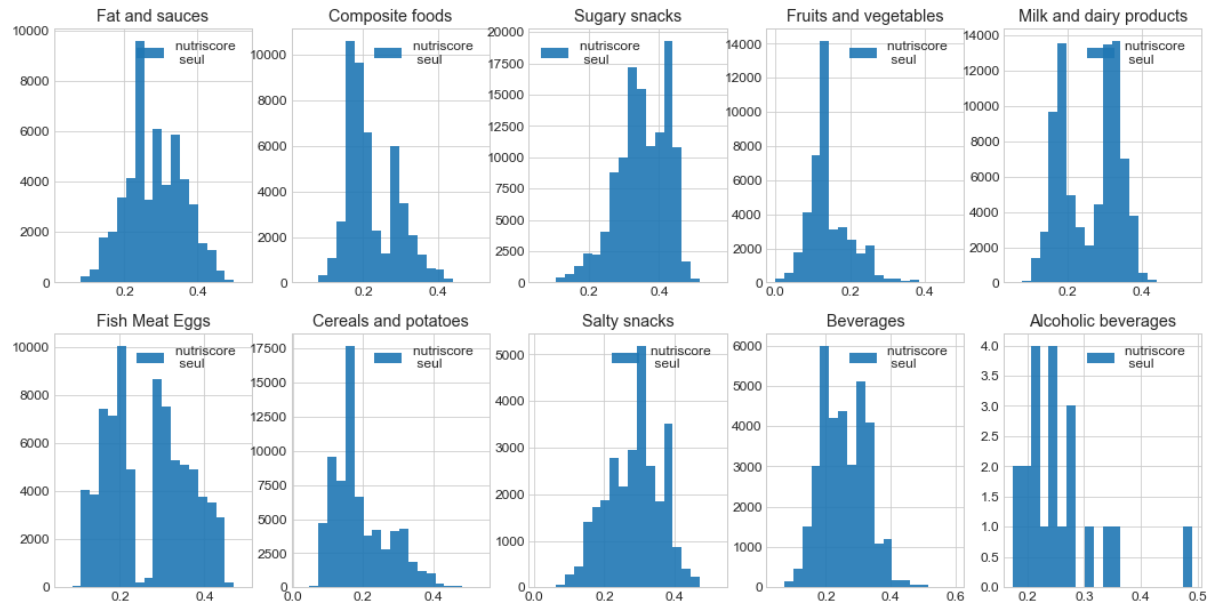 Fat and sauces
10000
8000
6000
4000
2000
0
0.2 0.4
nutriscore
seul
Composite foods
10000
8000
6000
4000
2000
0
0.2 0.4
nutriscore
seul
Sugary snacks
20000
17500
15000
12500
10000
7500
5000
2500
0
0.2 0.4
nutriscore
seul
Fruits and vegetables
14000
12000
10000
8000
6000
4000
2000
0
0.0 0.2 0.4
nutriscore
seul
Milk and dairy products
14000
12000
10000
8000
6000
4000
2000
0
0.2 0.4
nutriscore
seul
Fish Meat Eggs
10000
8000
6000
4000
2000
0
0.2 0.4
nutriscore
seul
Cereals and potatoes
17500
15000
12500
10000
7500
5000
2500
0
0.0 0.2 0.4
nutriscore
seul
Salty snacks
5000
4000
3000
2000
1000
0
0.0 0.2 0.4
nutriscore
seul
Beverages
6000
5000
4000
3000
2000
1000
0
0.2 0.4 0.6
nutriscore
seul
Alcoholic beverages
4.0
3.5
3.0
2.5
2.0
1.5
1.0
0.5
0.0
0.2 0.3 0.4 0.5
nutriscore
seul